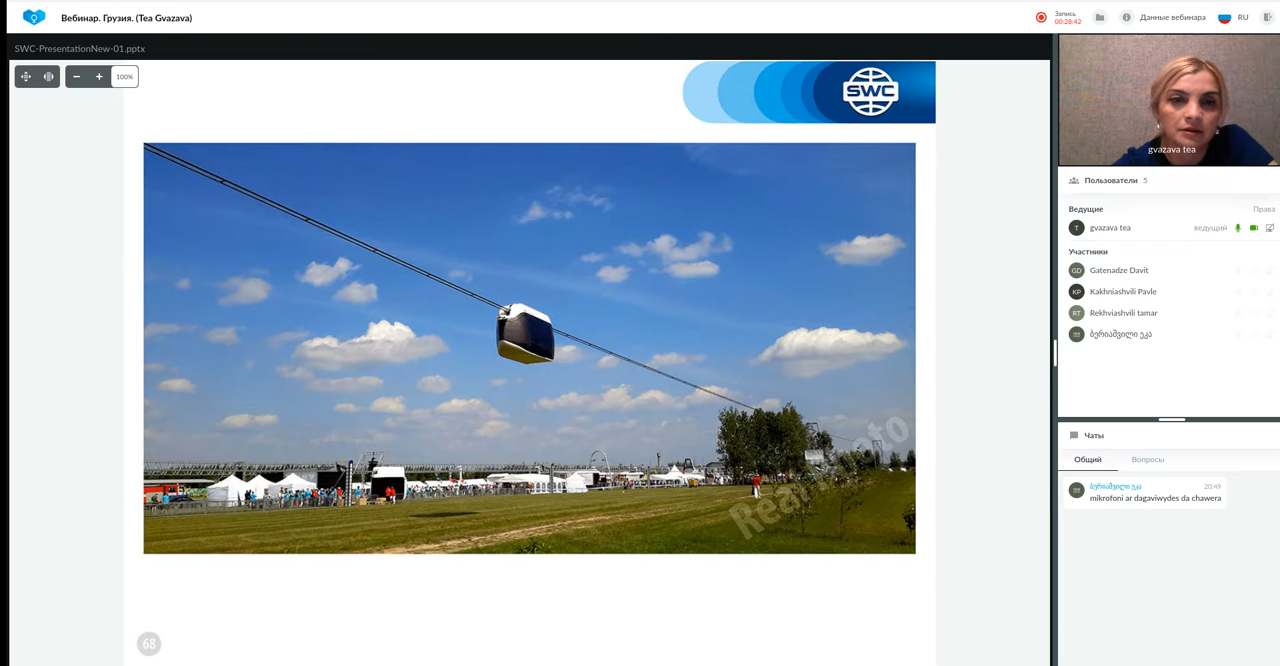 Вебинар. Грузия. (Tea Gvazava)
Запись
00:28:42
Данные вебинара
RU
SWC-PresentationNew-01.pptx
100%
SWC
gvazava tea
Пользователи 5
Ведущие Права
T gvazava tea ведущий
Участники
GD Gatenadze Davit
KP Kakhniashvili Pavle
RT Rekhviashvili tamar
ბერიაშვილი ეკა
Чаты
Общий Вопросы
ბერიაშვილი ეკა 20:49
mikrofoni ar dagaviwydes da chawera
Real Photo
68